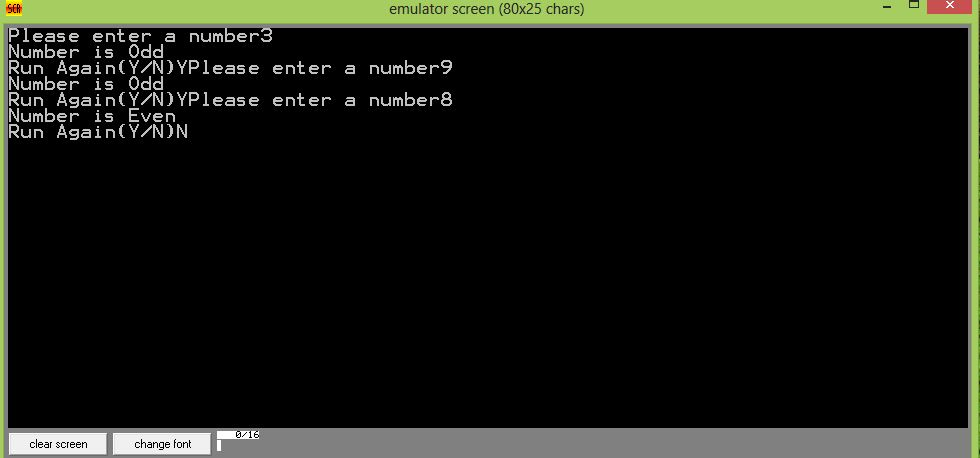 SCR
emulator screen (80x25 chars)
Please enter a number3
Number is Odd
Run Again(Y/N)YPlease enter a number9
Number is Odd
Run Again(Y/N)YPlease enter a number8
Number is Even
Run Again(Y/N)N
clear screen
change font
0/16